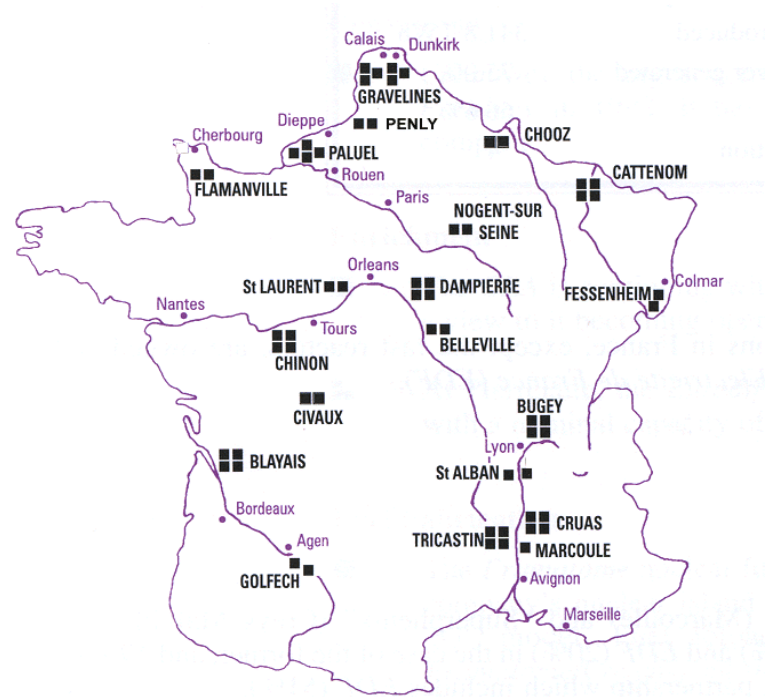 Calais Dunkirk
GRAVELINES
Dieppe
PENLY
Cherbourg
CHOOZ
PALUEL
CATTENOM
Rouen
FLAMANVILLE
Paris
NOGENT-SUR
SEINE
Orleans
St LAURENT
DAMPIERRE
FESSENHEIM
Colmar
Nantes
Tours
BELLEVILLE
CHINON
CIVAUX
BUGEY
Lyon
BLAYAIS
St ALBAN
Bordeaux
CRUAS
TRICASTIN
Agen
MARCOULE
GOLFECH
Avignon
Marseille